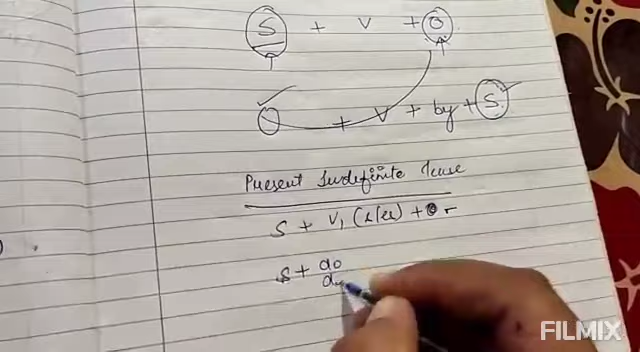 S + V + O
O + V + by + S
Present Indefinite Tense
S + V1 (s/es) + O
S + do
FILMIX